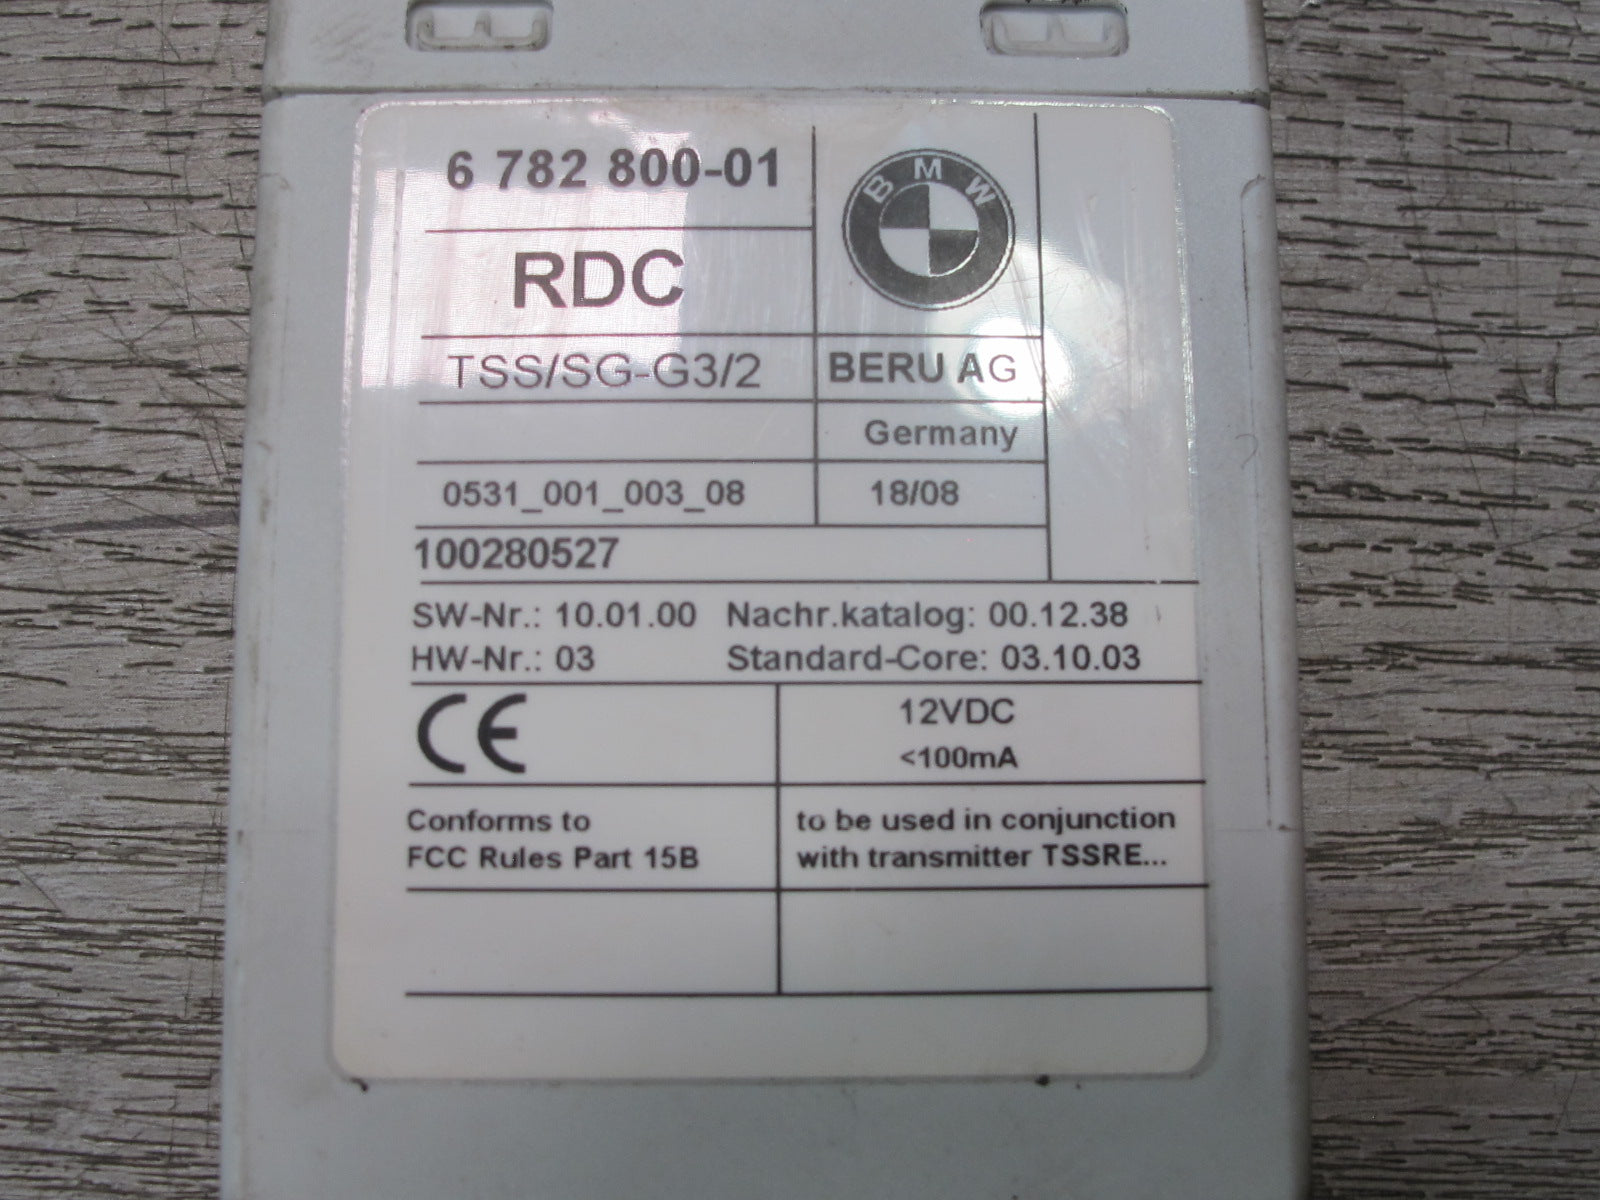 6 782 800-01
BMW
RDC
TSS/SG-G3/2
BERU AG
Germany
0531_001_003_08
18/08
100280527
SW-Nr.: 10.01.00 Nachr.katalog: 00.12.38
HW-Nr.: 03 Standard-Core: 03.10.03
CE
12VDC
<100mA
Conforms to
FCC Rules Part 15B
to be used in conjunction
with transmitter TSSRE...